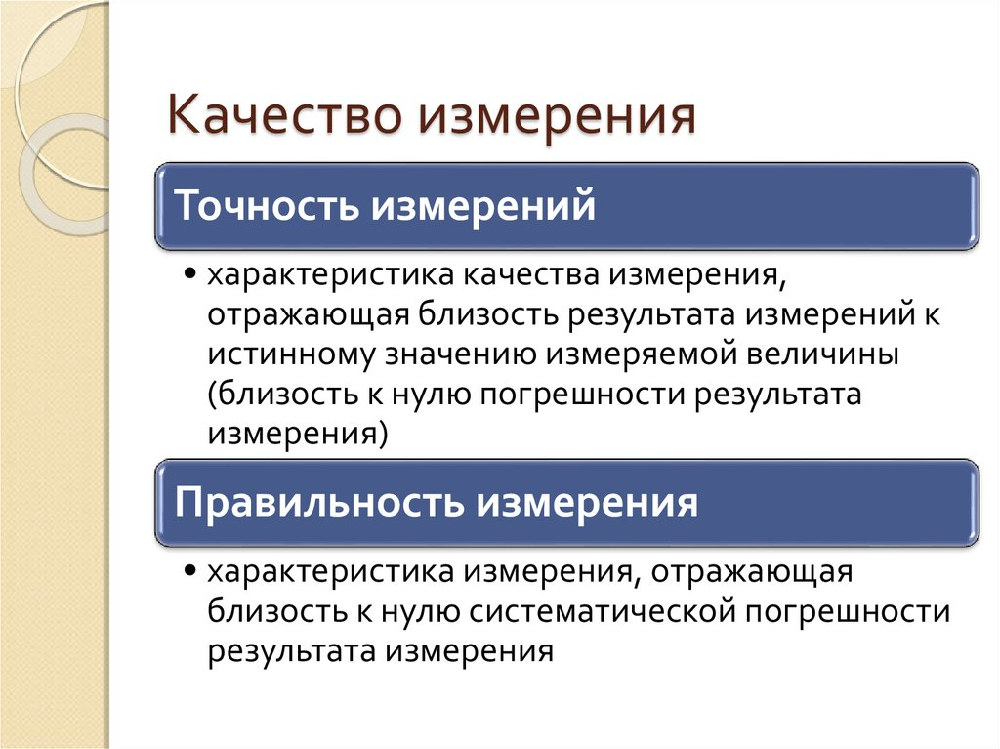 Качество измерения
Точность измерений
• характеристика качества измерения,
отражающая близость результата измерений к
истинному значению измеряемой величины
(близость к нулю погрешности результата
измерения)
Правильность измерения
• характеристика измерения, отражающая
близость к нулю систематической погрешности
результата измерения